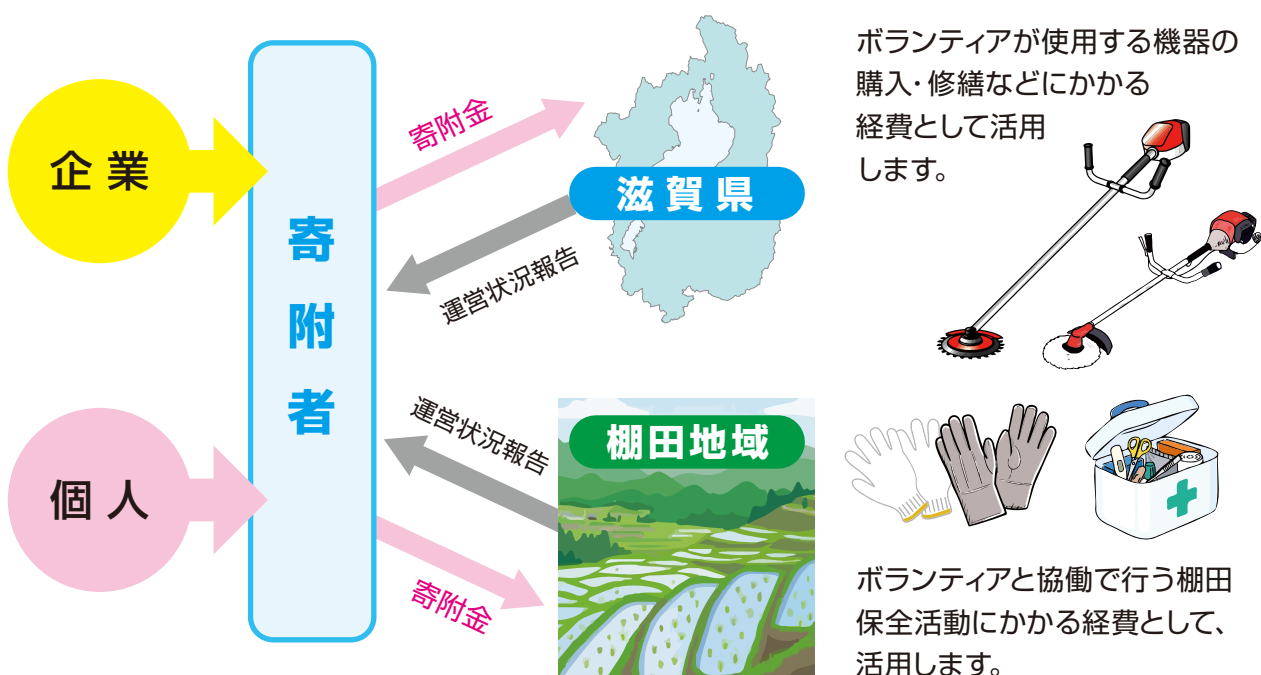 企業
個人
寄附者
寄附金
滋賀県
運営状況報告
運営状況報告
棚田地域
寄附金
ボランティアが使用する機器の
購入・修繕などにかかる
経費として活用
します。
ボランティアと協働で行う棚田
保全活動にかかる経費として、
活用します。